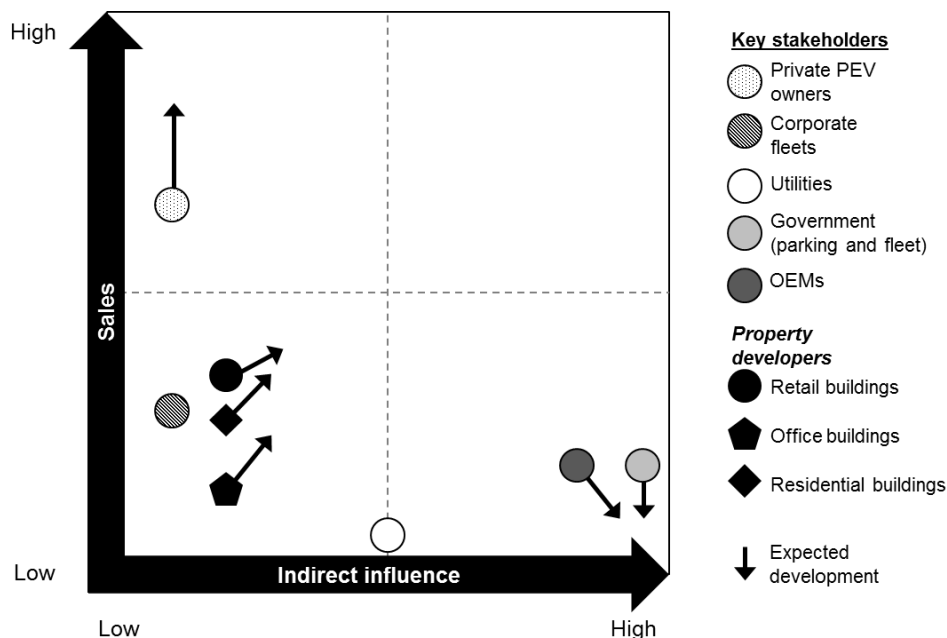 High
Sales
Low
Indirect influence
Low
High
Key stakeholders
Private PEV
owners
Corporate
fleets
Utilities
Government
(parking and fleet)
OEMs
Property
developers
Retail buildings
Office buildings
Residential buildings
Expected
development